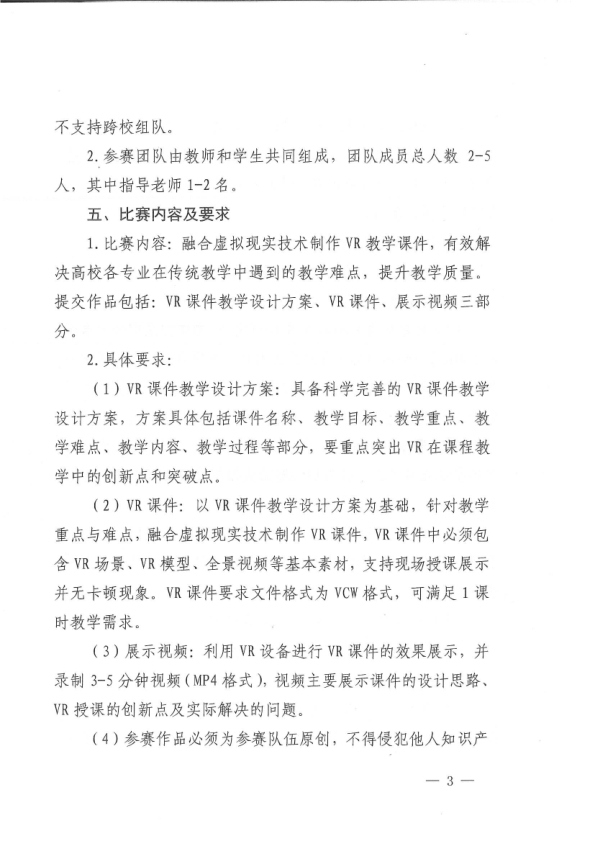 不支持跨校组队。
2.参赛团队由教师和学生共同组成，团队成员总人数 2-5
人，其中指导老师 1-2 名。
五、比赛内容及要求
1.比赛内容：融合虚拟现实技术制作 VR 教学课件，有效解
决高校各专业在传统教学中遇到的教学难点，提升教学质量。
提交作品包括：VR 课件教学设计方案、VR 课件、展示视频三部
分。
2.具体要求：
（1）VR 课件教学设计方案：具备科学完善的 VR 课件教学
设计方案，方案具体包括课件名称、教学目标、教学重点、教
学难点、教学内容、教学过程等部分，要重点突出 VR 在课程教
学中的创新点和突破点。
（2）VR 课件：以 VR 课件教学设计方案为基础，针对教学
重点与难点，融合虚拟现实技术制作 VR 课件，VR 课件中必须包
含 VR 场景、VR 模型、全景视频等基本素材，支持现场授课展示
并无卡顿现象。VR 课件要求文件格式为 VCW 格式，可满足 1 课
时教学需求。
（3）展示视频：利用 VR 设备进行 VR 课件的效果展示，并
录制 3-5 分钟视频（MP4 格式），视频主要展示课件的设计思路、
VR 授课的创新点及实际解决的问题。
（4）参赛作品必须为参赛队伍原创，不得侵犯他人知识产
— 3 —